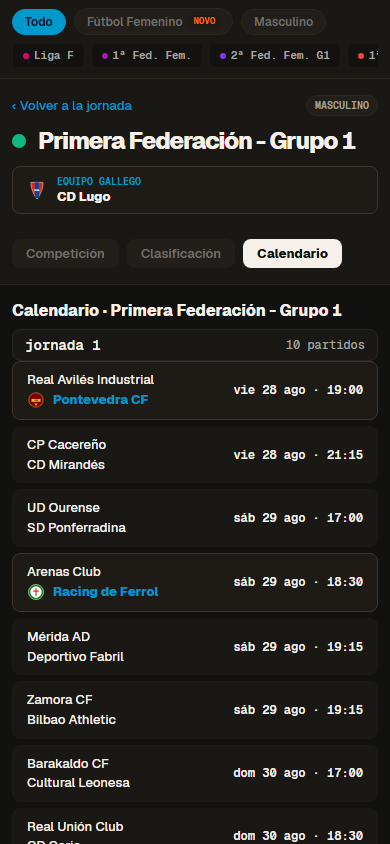 Todo Fútbol Femenino NOVO Masculino
Liga F 1ª Fed. Fem. 2ª Fed. Fem. G1
‹ Volver a la jornada MASCULINO
Primera Federación - Grupo 1
EQUIPO GALLEGO
CD Lugo
Competición Clasificación Calendario
Calendario · Primera Federación - Grupo 1
jornada 1 10 partidos
Real Avilés Industrial
vie 28 ago · 19:00
Pontevedra CF
CP Cacereño
vie 28 ago · 21:15
CD Mirandés
UD Ourense
sáb 29 ago · 17:00
SD Ponferradina
Arenas Club
sáb 29 ago · 18:30
Racing de Ferrol
Mérida AD
sáb 29 ago · 19:15
Deportivo Fabril
Zamora CF
sáb 29 ago · 19:15
Bilbao Athletic
Barakaldo CF
dom 30 ago · 17:00
Cultural Leonesa
Real Unión Club
dom 30 ago · 18:30